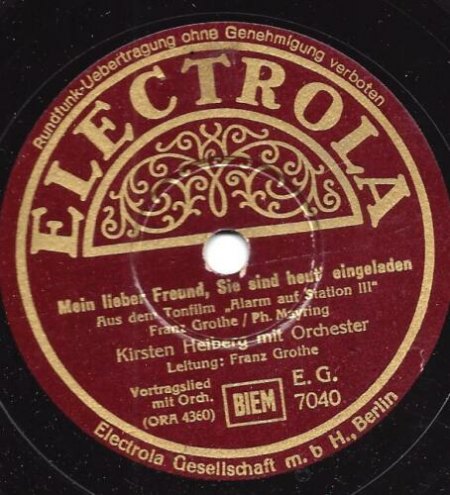 Rundfunk-Uebertragung ohne Genehmigung verboten
ELECTROLA
Mein lieber Freund, Sie sind heut' eingeladen
Aus dem Tonfilm „Alarm auf Station III"
Franz Grothe / Ph. Mayring
Kirsten Heiberg mit Orchester
Leitung: Franz Grothe
Vortragslied
mit Orch.
(ORA 4360)
BIEM
E. G.
7040
Electrola Gesellschaft m. b H., Berlin